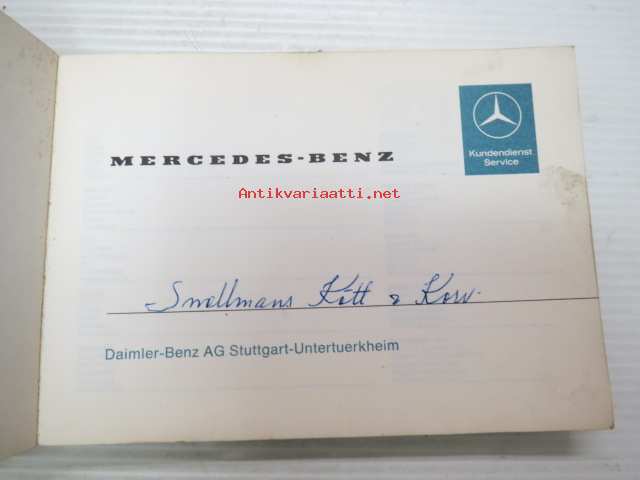 Kundendienst
Service
MERCEDES-BENZ
Antikvariaatti.net
Snellmans Kött & Korv
Daimler-Benz AG Stuttgart-Untertuerkheim